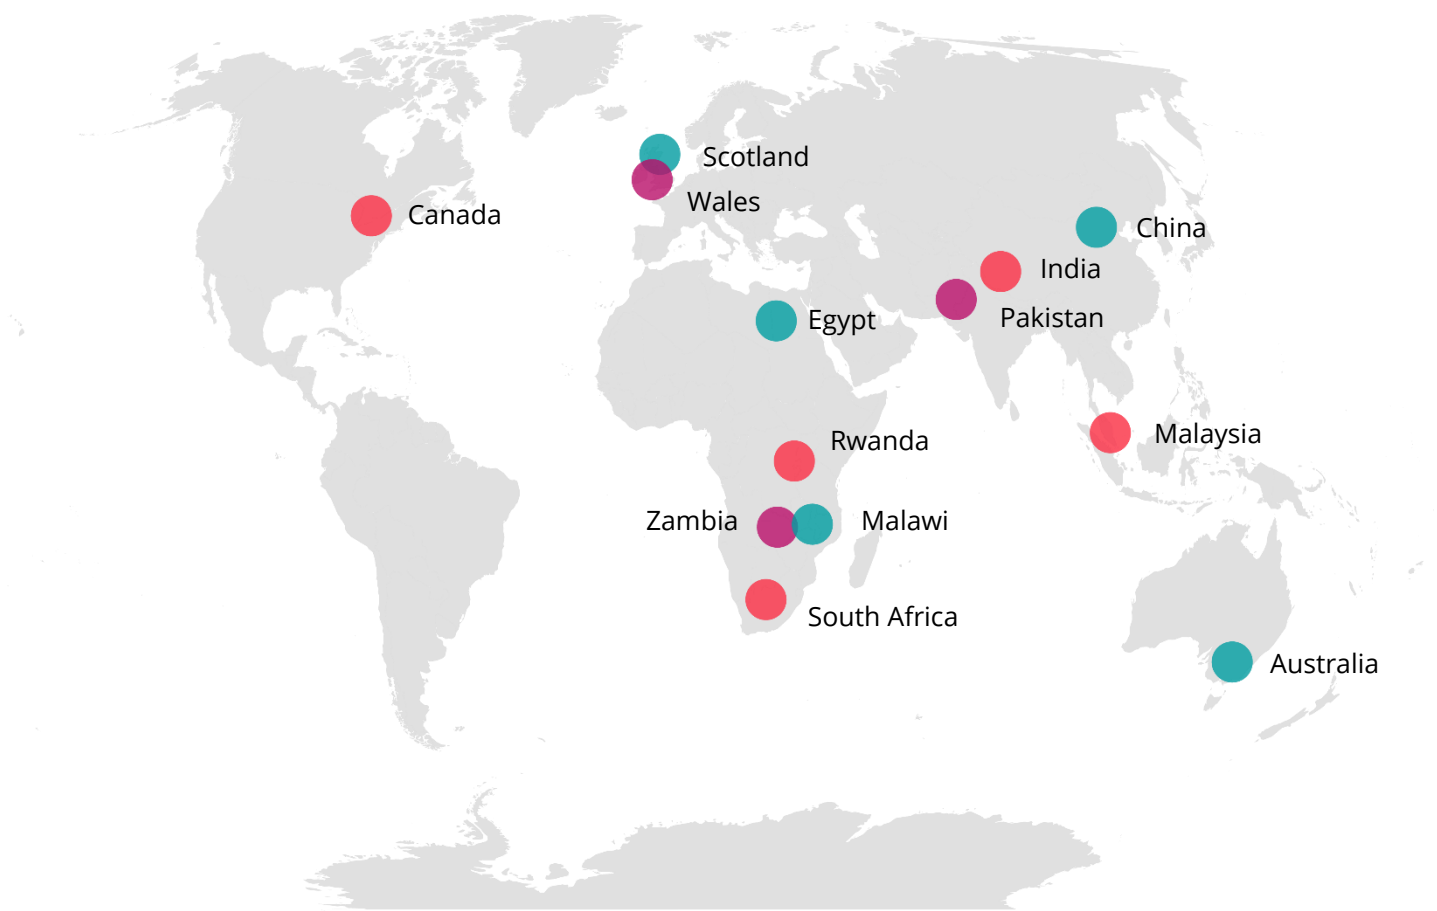 Scotland
Wales
Canada
China
India
Pakistan
Egypt
Malaysia
Rwanda
Zambia
Malawi
South Africa
Australia